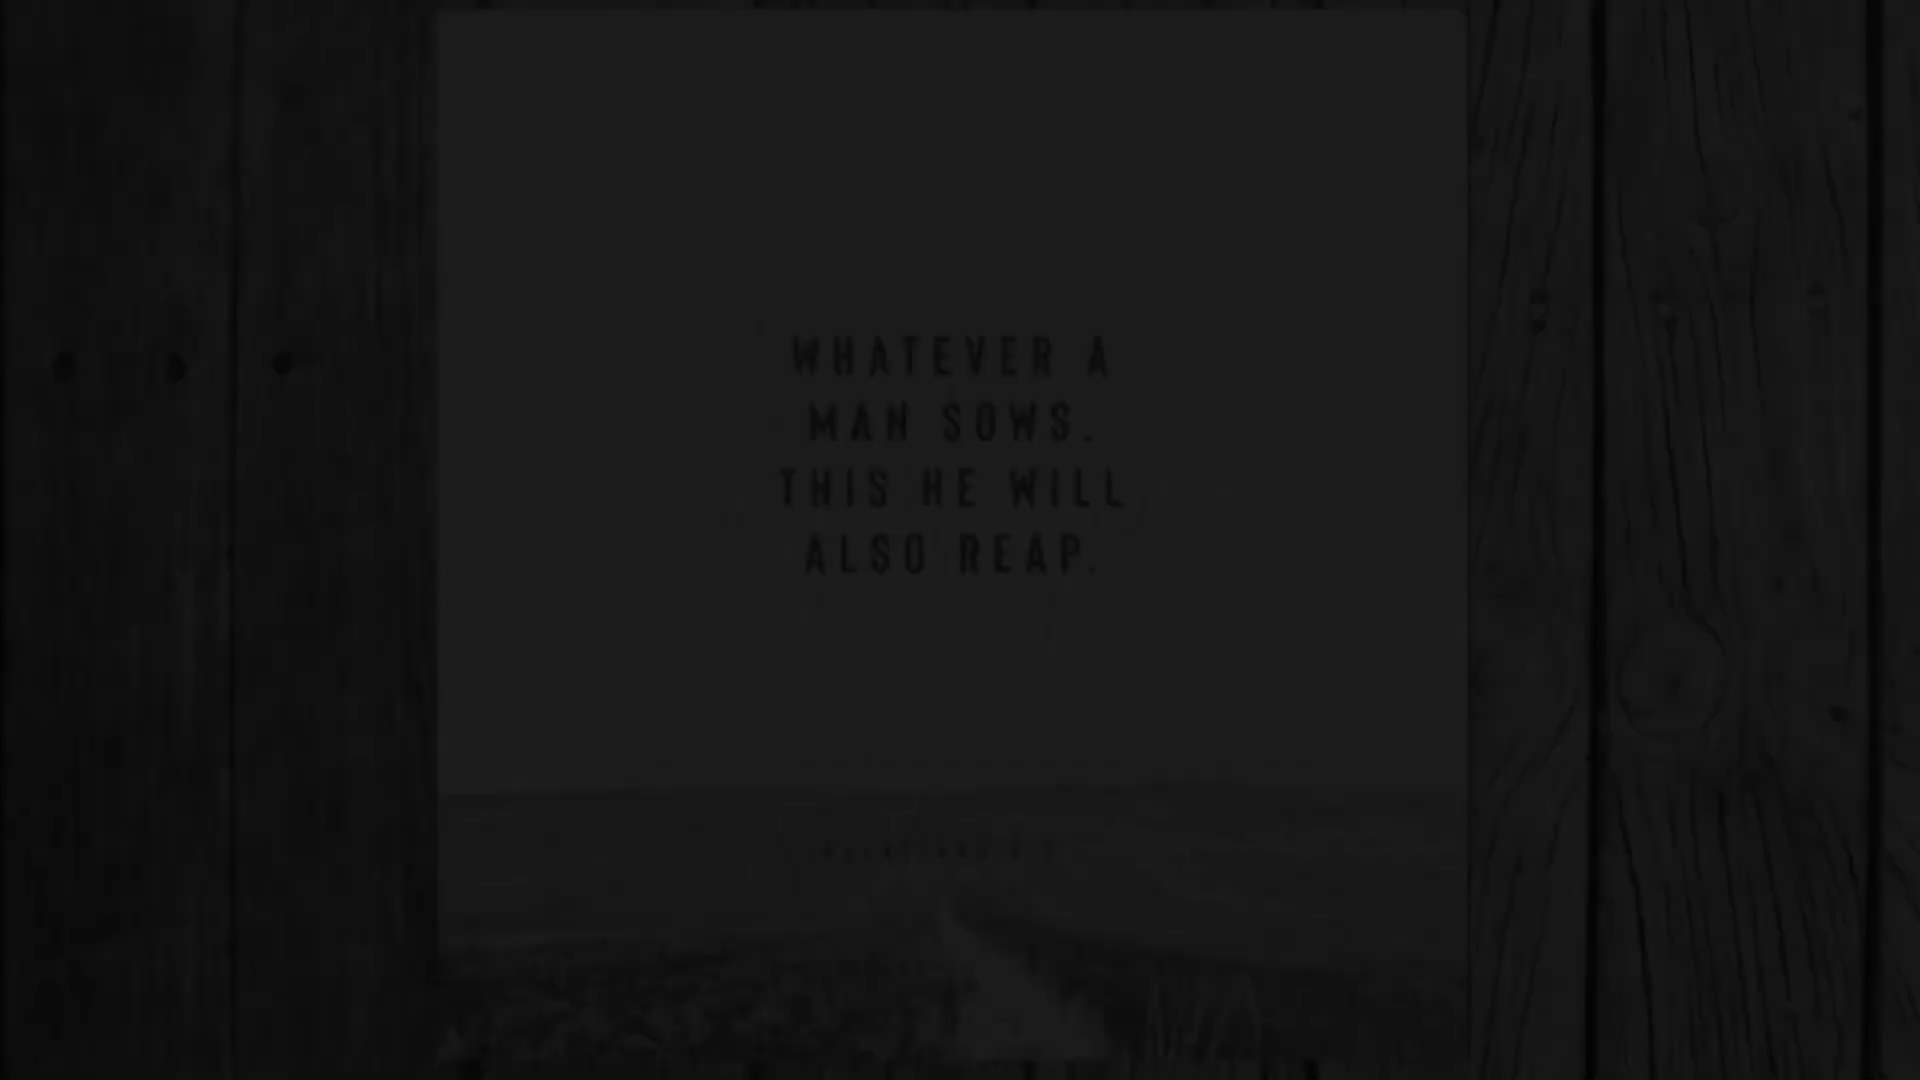 WHATEVER A
MAN SOWS.
THIS HE WILL
ALSO REAP.